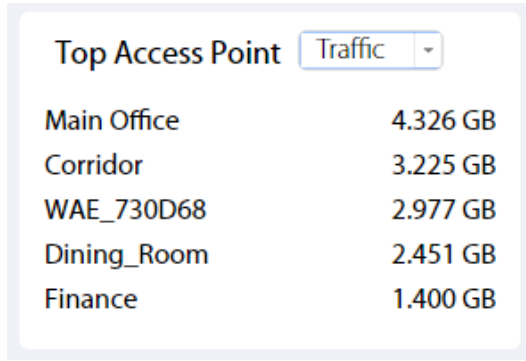 Top Access Point Traffic
Main Office 4.326 GB
Corridor 3.225 GB
WAE_730D68 2.977 GB
Dining_Room 2.451 GB
Finance 1.400 GB